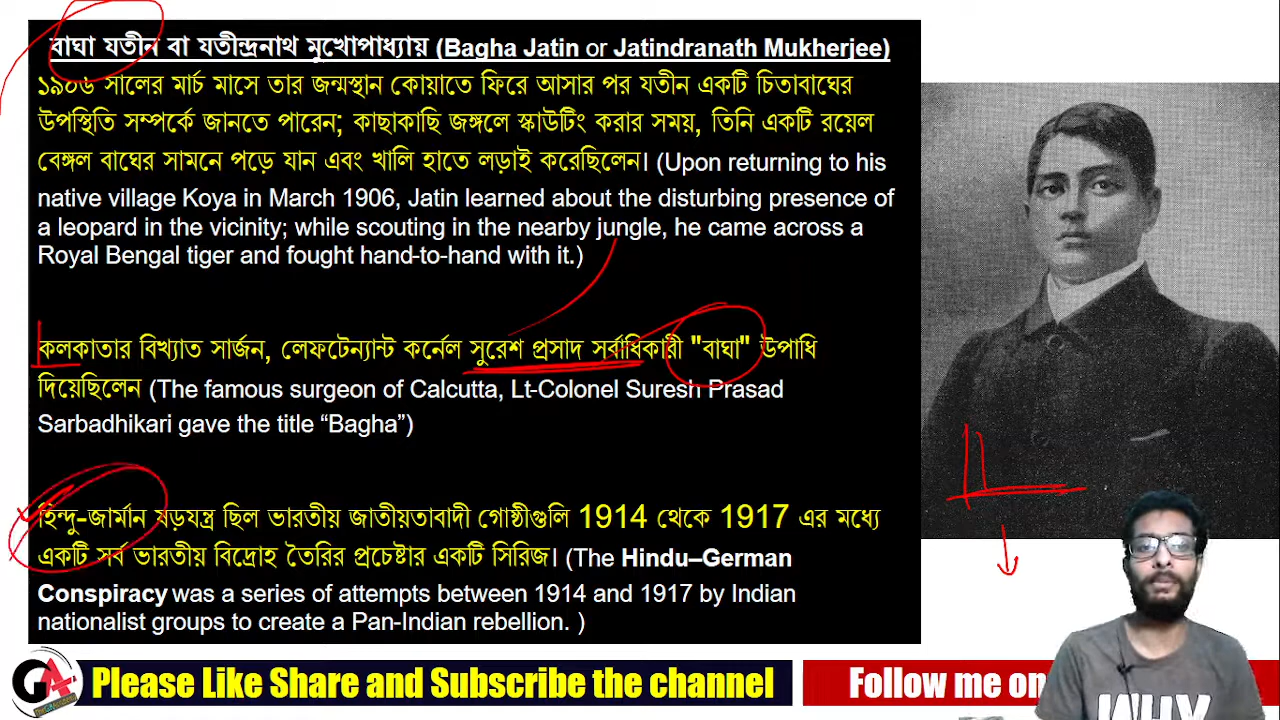 বাঘা যতীন বা যতীন্দ্রনাথ মুখোপাধ্যায় (Bagha Jatin or Jatindranath Mukherjee)
১৯০৬ সালের মার্চ মাসে তার জন্মস্থান কোয়াতে ফিরে আসার পর যতীন একটি চিতাবাঘের
উপস্থিতি সম্পর্কে জানতে পারেন; কাছাকাছি জঙ্গলে স্কাউটিং করার সময়, তিনি একটি রয়েল
বেঙ্গল বাঘের সামনে পড়ে যান এবং খালি হাতে লড়াই করেছিলেন। (Upon returning to his
native village Koya in March 1906, Jatin learned about the disturbing presence of
a leopard in the vicinity; while scouting in the nearby jungle, he came across a
Royal Bengal tiger and fought hand-to-hand with it.)
কলকাতার বিখ্যাত সার্জন, লেফটেন্যান্ট কর্নেল সুরেশ প্রসাদ সর্বাধিকারী "বাঘা" উপাধি
দিয়েছিলেন (The famous surgeon of Calcutta, Lt-Colonel Suresh Prasad
Sarbadhikari gave the title “Bagha”)
হিন্দু-জার্মান ষড়যন্ত্র ছিল ভারতীয় জাতীয়তাবাদী গোষ্ঠীগুলি 1914 থেকে 1917 এর মধ্যে
একটি সর্ব ভারতীয় বিদ্রোহ তৈরির প্রচেষ্টার একটি সিরিজ। (The Hindu–German
Conspiracy was a series of attempts between 1914 and 1917 by Indian
nationalist groups to create a Pan-Indian rebellion. )
GA
Please Like Share and Subscribe the channel
Follow me on
WHY